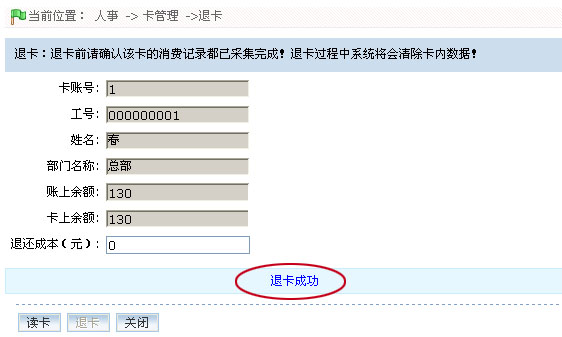 当前位置： 人事 -> 卡管理 ->退卡
退卡：退卡前请确认该卡的消费记录都已采集完成！退卡过程中系统将会清除卡内数据！
卡账号: 1
工号: 000000001
姓名: 春
部门名称: 总部
账上余额: 130
卡上余额: 130
退还成本（元）: 0
退卡成功
读卡 退卡 关闭